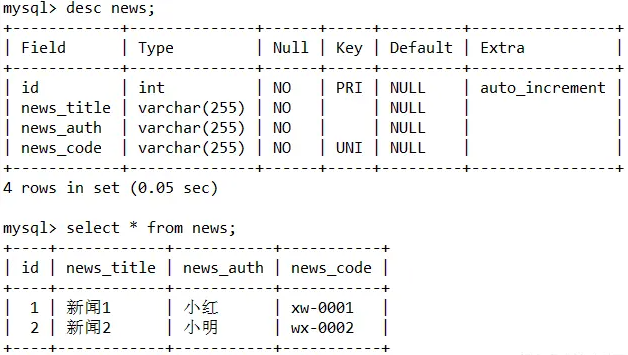 mysql> desc news;
+------------+--------------+------+-----+---------+----------------+
| Field      | Type         | Null | Key | Default | Extra          |
+------------+--------------+------+-----+---------+----------------+
| id         | int          | NO   | PRI | NULL    | auto_increment |
| news_title | varchar(255) | NO   |     | NULL    |                |
| news_auth  | varchar(255) | NO   |     | NULL    |                |
| news_code  | varchar(255) | NO   | UNI | NULL    |                |
+------------+--------------+------+-----+---------+----------------+
4 rows in set (0.05 sec)
mysql> select * from news;
+----+------------+-----------+-----------+
| id | news_title | news_auth | news_code |
+----+------------+-----------+-----------+
|  1 | 新闻1      | 小红      | xw-0001   |
|  2 | 新闻2      | 小明      | wx-0002   |
+----+------------+-----------+-----------+